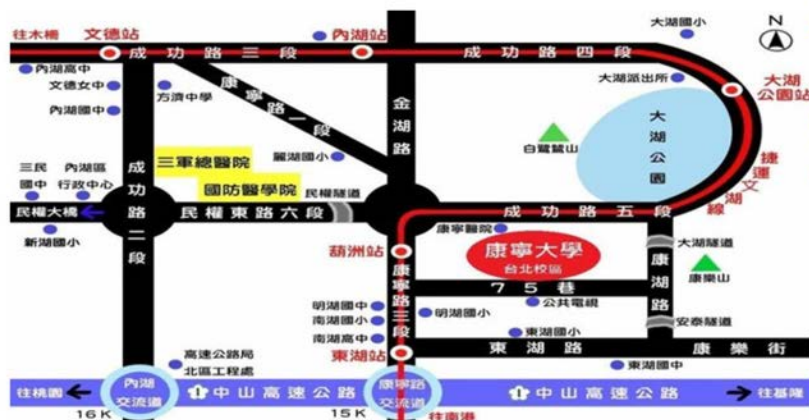 往木柵
文德站
成功路三段
內湖站
成功路四段
大湖國小
N
內湖高中
文德女中
內湖國中
方濟中學
康寧路一段
金湖路
大湖派出所
大湖公園站
白鷺鷥山
大湖公園
捷運文湖線
三民國中
內湖區行政中心
成功路二段
三軍總醫院
國防醫學院
麗湖國小
民權隧道
民權大橋
民權東路六段
成功路五段
新湖國小
葫洲站
康寧醫院
康寧大學
台北校區
大湖隧道
康樂山
康湖路
75巷
康寧路三段
明湖國中
南湖國小
南湖高中
明湖國小
公共電視
東湖國小
安泰隧道
東湖站
東湖路
康樂街
高速公路局
北區工程處
東湖國中
往桃園
內湖
交流道
1
中山高速公路
康寧路
交流道
1
中山高速公路
往基隆
16K
15K
往南港